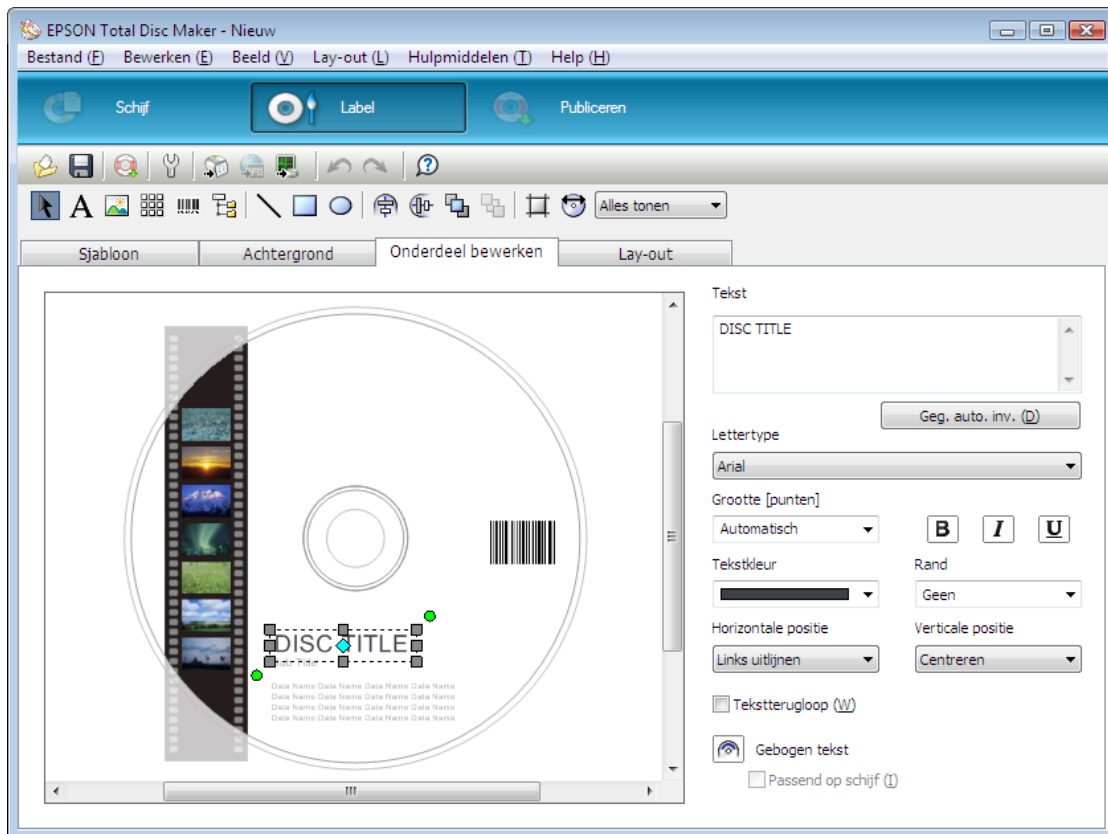 EPSON Total Disc Maker - Nieuw
Bestand (F) Bewerken (E) Beeld (V) Lay-out (L) Hulpmiddelen (T) Help (H)
Schijf Label Publiceren
Alles tonen
Sjabloon Achtergrond Onderdeel bewerken Lay-out
Tekst
DISC TITLE
Geg. auto. inv. (D)
Lettertype
Arial
Grootte [punten]
Automatisch B I U
Tekstkleur Rand
Geen
Horizontale positie Verticale positie
Links uitlijnen Centreren
Tekstterugloop (W)
Gebogen tekst
Passend op schijf (I)
DISC TITLE
Sub Title
Data Name Data Name Data Name Data Name
Data Name Data Name Data Name Data Name
Data Name Data Name Data Name Data Name
Data Name Data Name Data Name Data Name